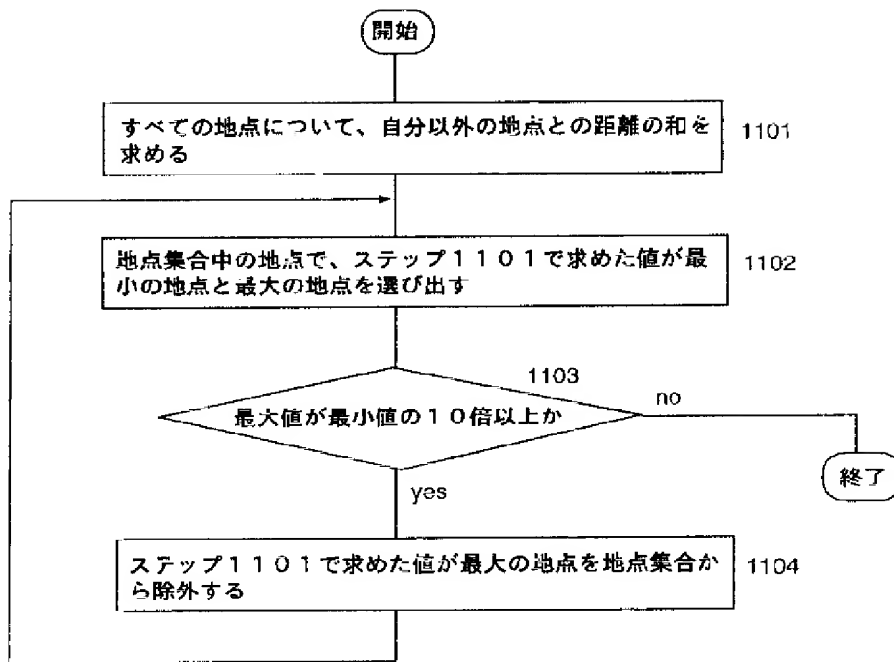 開始
すべての地点について、自分以外の地点との距離の和を
求める
1101
地点集合中の地点で、ステップ１１０１で求めた値が最
小の地点と最大の地点を選び出す
1102
1103
最大値が最小値の１０倍以上か
no
終了
yes
ステップ１１０１で求めた値が最大の地点を地点集合か
ら除外する
1104